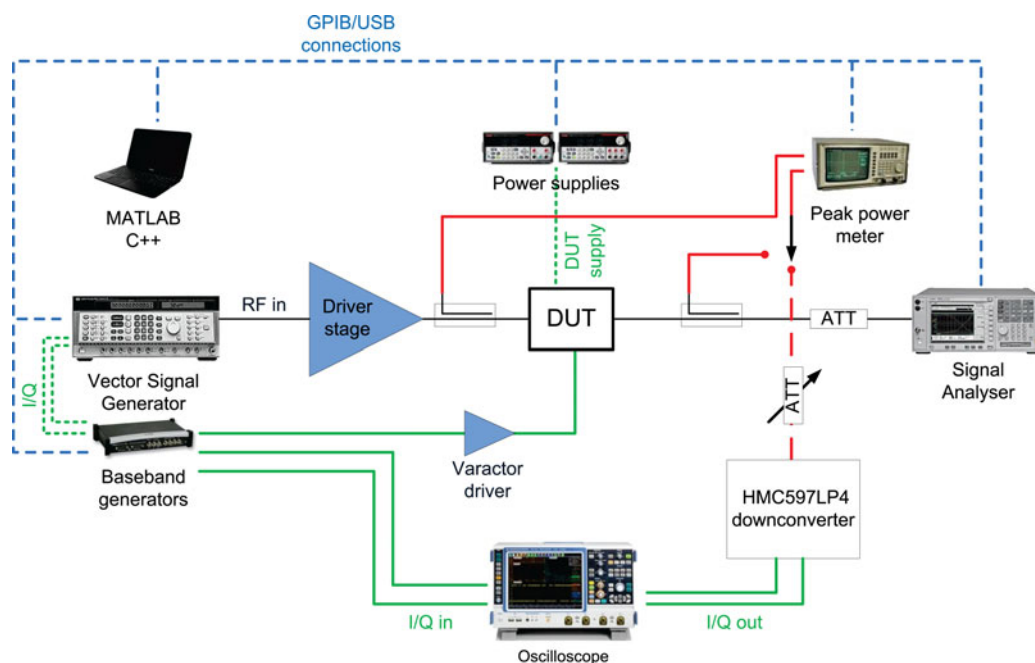 GPIB/USB
connections
MATLAB
C++
Power supplies
Peak power
meter
DUT
supply
RF in
Driver
stage
DUT
ATT
Vector Signal
Generator
Signal
Analyser
I/Q
ATT
Baseband
generators
Varactor
driver
HMC597LP4
downconverter
I/Q in
I/Q out
Oscilloscope